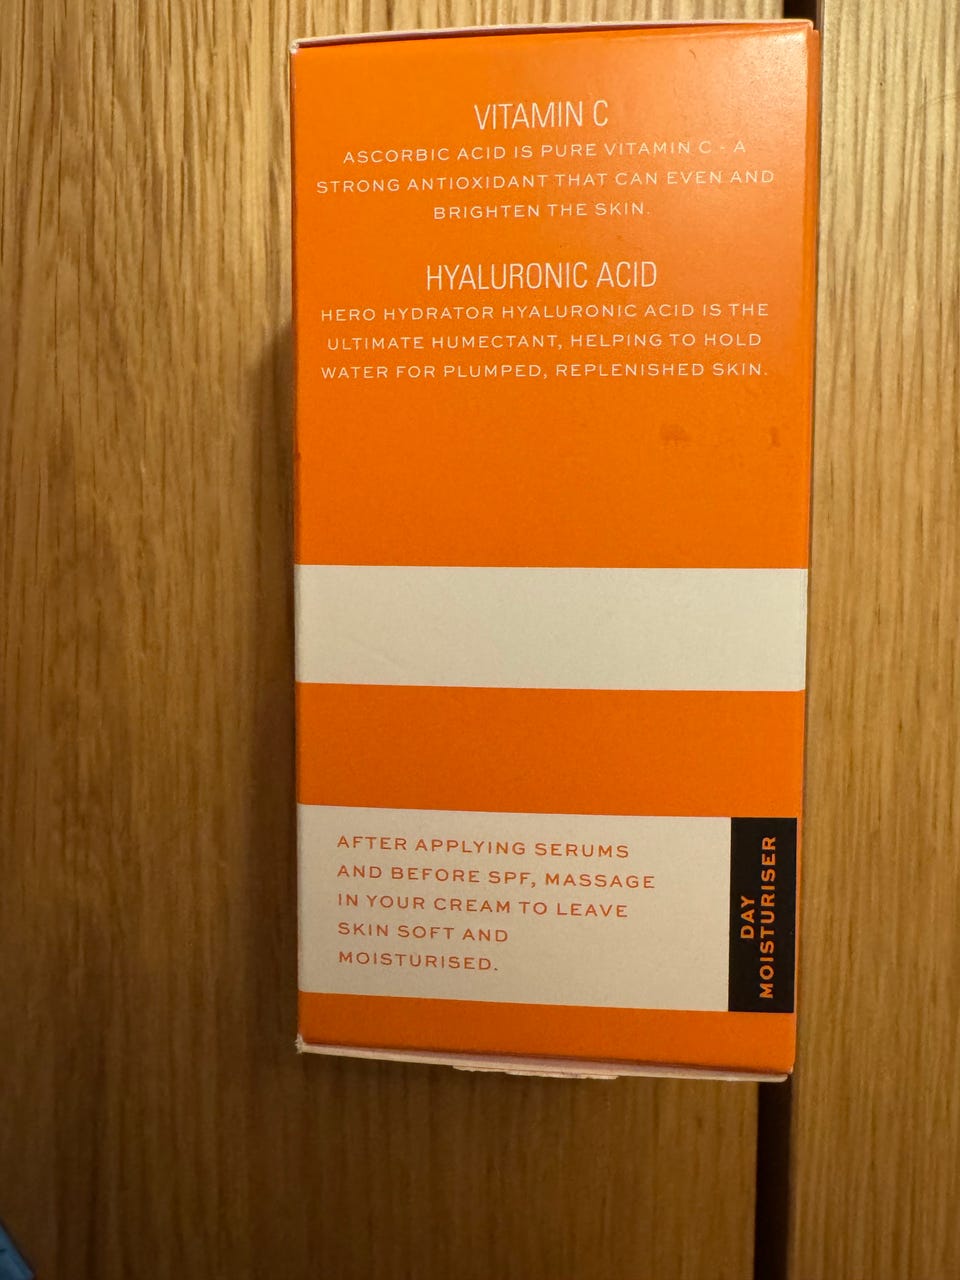 VITAMIN C
ASCORBIC ACID IS PURE VITAMIN C - A
STRONG ANTIOXIDANT THAT CAN EVEN AND
BRIGHTEN THE SKIN.
HYALURONIC ACID
HERO HYDRATOR HYALURONIC ACID IS THE
ULTIMATE HUMECTANT, HELPING TO HOLD
WATER FOR PLUMPED, REPLENISHED SKIN.
AFTER APPLYING SERUMS
AND BEFORE SPF, MASSAGE
IN YOUR CREAM TO LEAVE
SKIN SOFT AND
MOISTURISED.
DAY
MOISTURISER